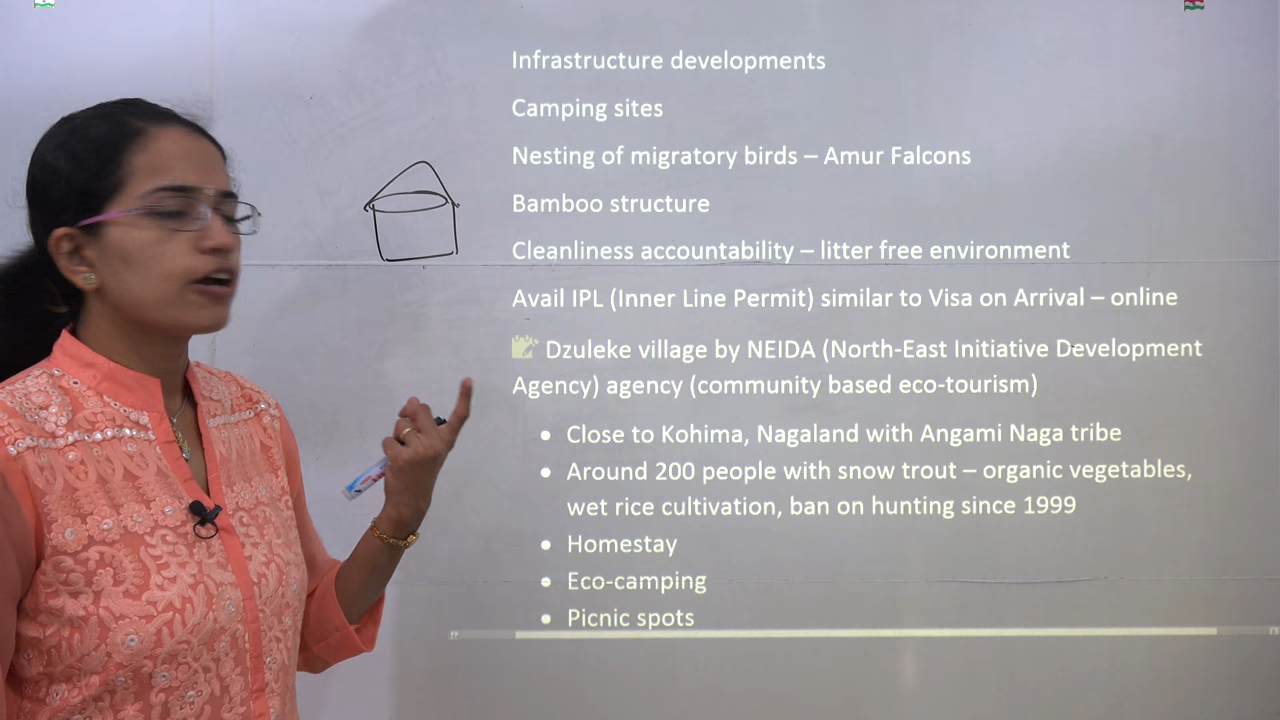 Infrastructure developments
Camping sites
Nesting of migratory birds – Amur Falcons
Bamboo structure
Cleanliness accountability – litter free environment
Avail IPL (Inner Line Permit) similar to Visa on Arrival – online
Dzuleke village by NEIDA (North-East Initiative Development
Agency) agency (community based eco-tourism)
• Close to Kohima, Nagaland with Angami Naga tribe
• Around 200 people with snow trout – organic vegetables,
wet rice cultivation, ban on hunting since 1999
• Homestay
• Eco-camping
• Picnic spots